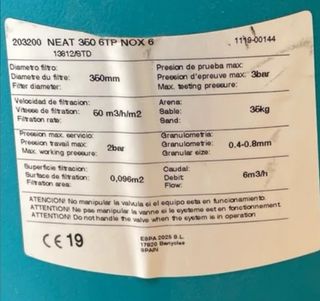 203200 NEAT 350 6TP NOX 6 1119-00144
13812/STD
Diametro filtro: Presion de prueba max:
Diametre du filtre: 350mm Pression d'epreuve max: 3bar
Filter diameter: Max. testing pressure:
Velocidad de filtracion: Arena:
Vitesse de filtration: 60 m3/h/m2 Sable: 35kg
Filtration rate: Sand:
Pression max. servicio: Granulometria:
Pression travail max: 2bar Granulometria: 0.4-0.8mm
Max. working pressure: Granular size:
Superficie filtracion: Caudal:
Surface de filtration: 0,096m2 Debit: 6m3/h
Filtration area: Flow:
ATENCION! No manipular la valvula si el equipo esta en funcionamiento.
ATTENTION! Ne pas manipuler la vanne si le systeme est en fonctionnement.
ATTENTION! Do not handle the valve when the system is in operation
CE 19 ESPA 2025 S.L.
17820 Banyoles
SPAIN